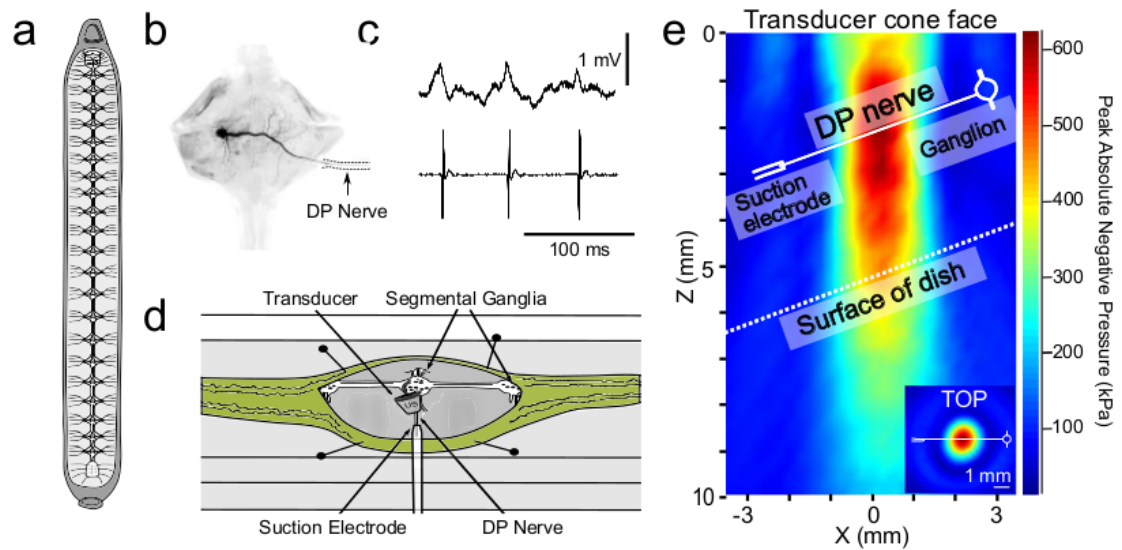 a
b
DP Nerve
c
1 mV
100 ms
d
Transducer
Segmental Ganglia
US
Suction Electrode
DP Nerve
e
Transducer cone face
0
5
10
Z (mm)
DP nerve
Ganglion
Suction
electrode
Surface of dish
TOP
1 mm
-3
0
3
X (mm)
600
500
400
300
200
100
Peak Absolute Negative Pressure (kPa)